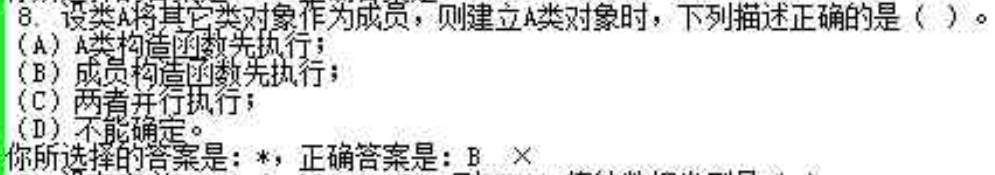 8. 设类A将其它类对象作为成员，则建立A类对象时，下列描述正确的是（ ）。
(A) A类构造函数先执行；
(B) 成员构造函数先执行；
(C) 两者并行执行；
(D) 不能确定。
你所选择的答案是：*，正确答案是：B ×